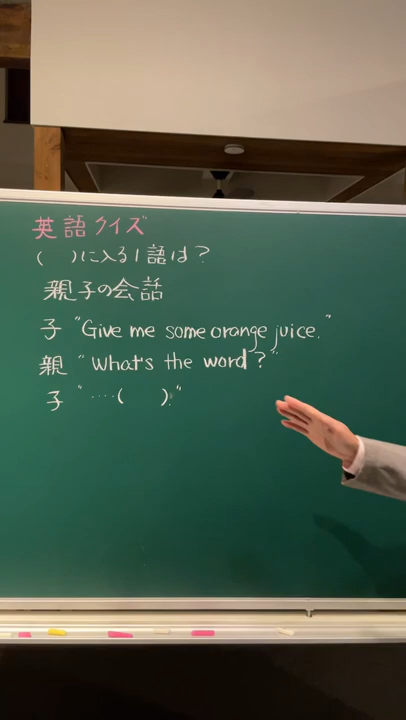 英語クイズ
(　)に入る1語は？
親子の会話
子 "Give me some orange juice."
親 "What's the word?"
子 "....(　　)."